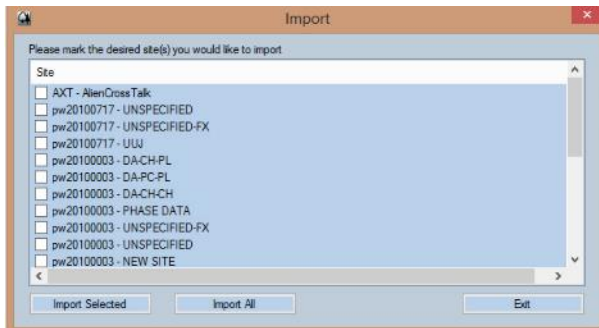 Import
Please mark the desired site(s) you would like to import
Site
AXT - AlienCrossTalk
pw20100717 - UNSPECIFIED
pw20100717 - UNSPECIFIED-FX
pw20100717 - UUJ
pw20100003 - DA-CH-PL
pw20100003 - DA-PC-PL
pw20100003 - DA-CH-CH
pw20100003 - PHASE DATA
pw20100003 - UNSPECIFIED-FX
pw20100003 - UNSPECIFIED
pw20100003 - NEW SITE
Import Selected Import All Exit